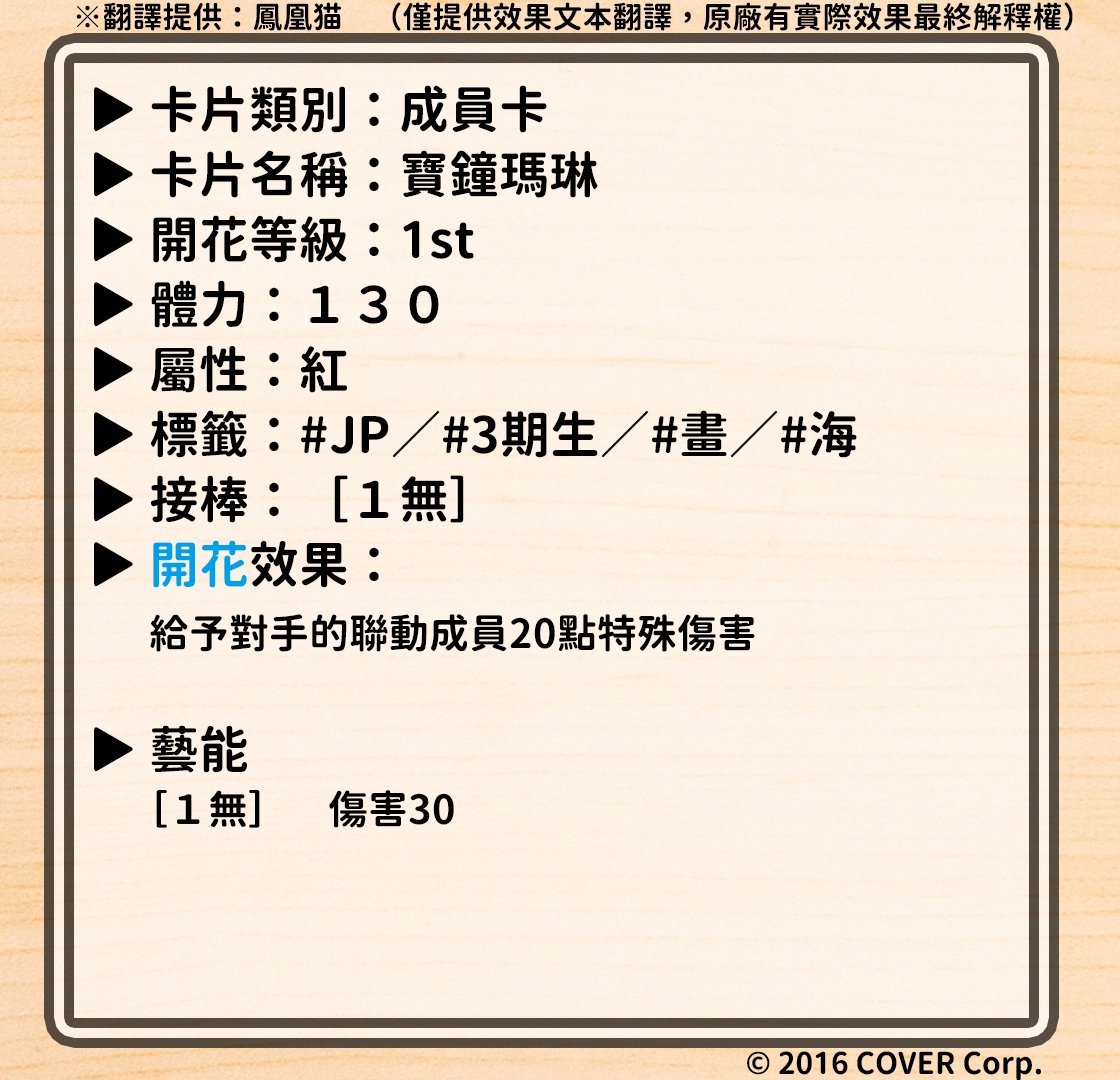 ※翻譯提供：鳳凰猫　（僅提供效果文本翻譯，原廠有實際效果最終解釋權）
▶ 卡片類別：成員卡
▶ 卡片名稱：寶鐘瑪琳
▶ 開花等級：1st
▶ 體力：１３０
▶ 屬性：紅
▶ 標籤：#JP／#3期生／#畫／#海
▶ 接棒：［１無］
▶ 開花效果：
給予對手的聯動成員20點特殊傷害
▶ 藝能
［１無］　傷害30
© 2016 COVER Corp.